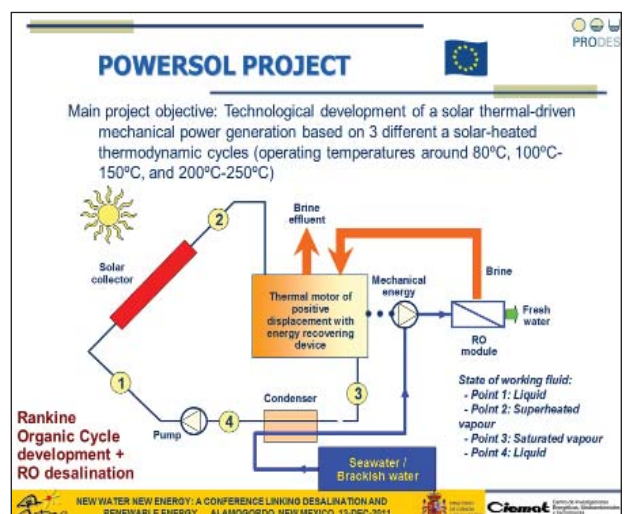 PRODES
POWERSOL PROJECT
Main project objective: Technological development of a solar thermal-driven
mechanical power generation based on 3 different a solar-heated
thermodynamic cycles (operating temperatures around 80ºC, 100ºC-
150ºC, and 200ºC-250ºC)
2
Brine
effluent
Solar
collector
Thermal motor of
positive
displacement with
energy recovering
device
Mechanical
energy
Brine
Fresh
water
RO
module
1
3
Condenser
4
Pump
State of working fluid:
- Point 1: Liquid
- Point 2: Superheated
vapour
- Point 3: Saturated vapour
- Point 4: Liquid
Rankine
Organic Cycle
development +
RO desalination
Seawater /
Brackish water
NEW WATER NEW ENERGY: A CONFERENCE LINKING DESALINATION AND
RENEWABLE ENERGY ALAMOGORDO, NEW MEXICO, 13-DEC-2011
Ciemat